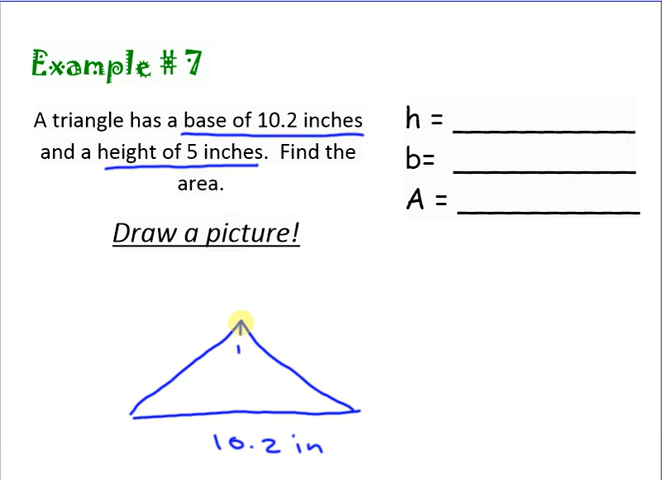 Example # 7
A triangle has a base of 10.2 inches
and a height of 5 inches. Find the
area.
h =
b=
A =
Draw a picture!
10.2 in